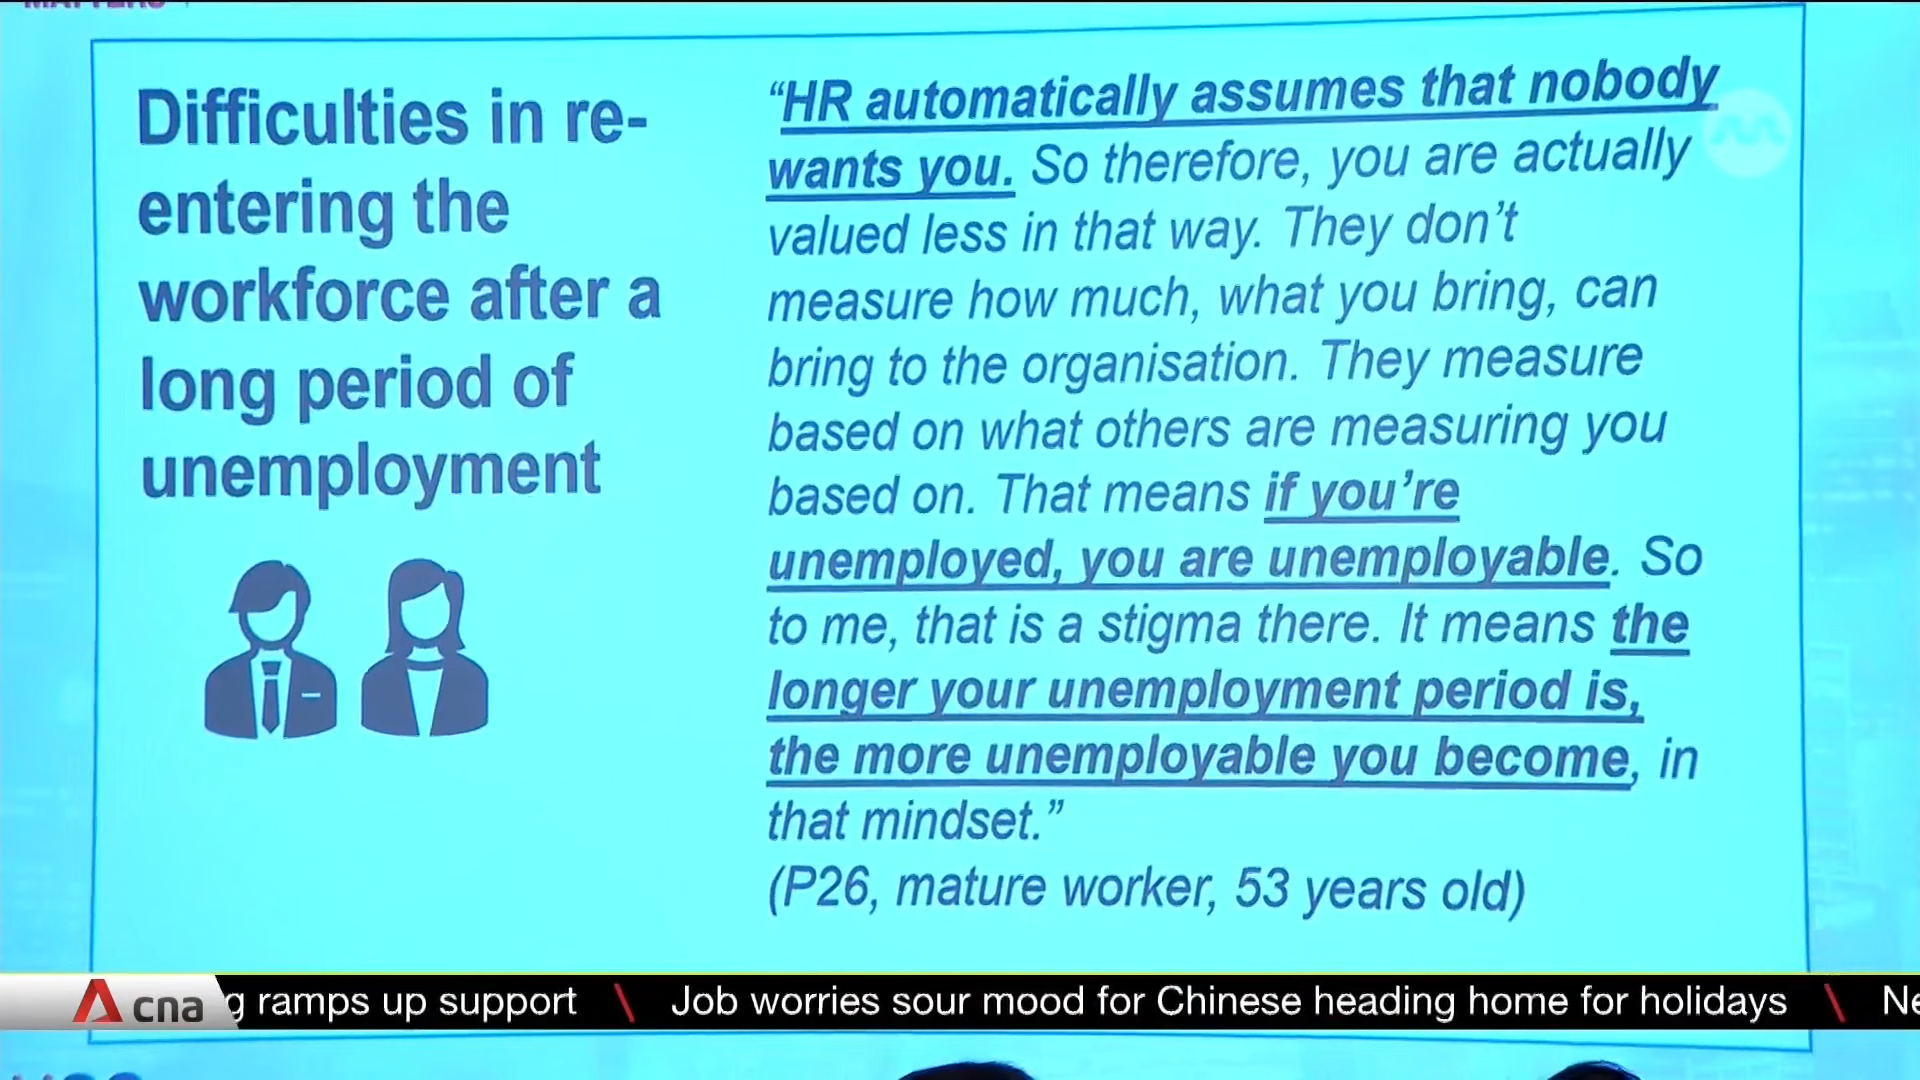 Difficulties in re-
entering the
workforce after a
long period of
unemployment
“HR automatically assumes that nobody
wants you. So therefore, you are actually
valued less in that way. They don’t
measure how much, what you bring, can
bring to the organisation. They measure
based on what others are measuring you
based on. That means if you’re
unemployed, you are unemployable. So
to me, that is a stigma there. It means the
longer your unemployment period is,
the more unemployable you become, in
that mindset.”
(P26, mature worker, 53 years old)
cna
g ramps up support \ Job worries sour mood for Chinese heading home for holidays \ Ne